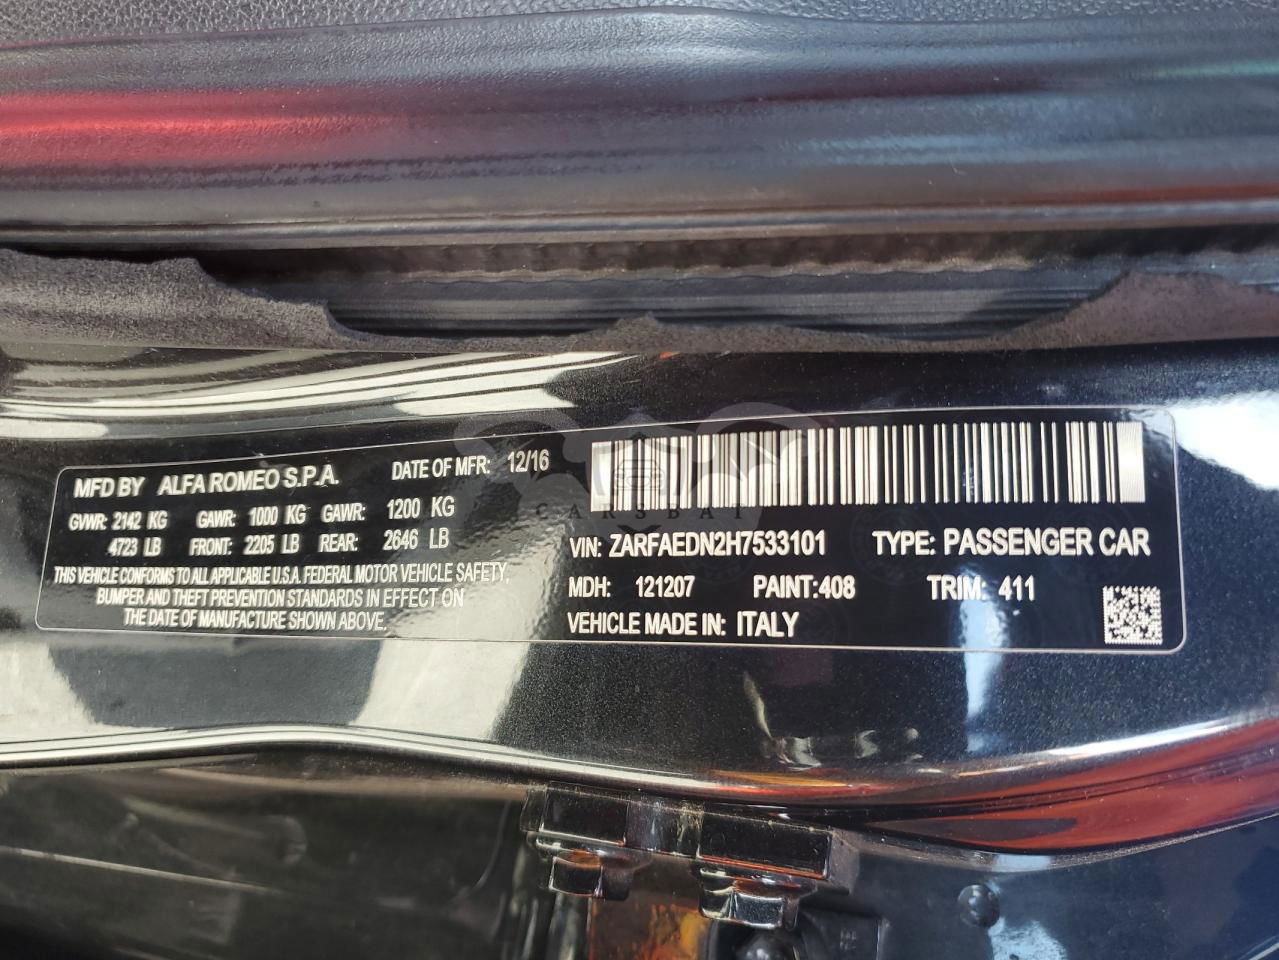 MFD BY ALFA ROMEO S.P.A. DATE OF MFR: 12/16
GVWR: 2142 KG GAWR: 1000 KG GAWR: 1200 KG
4723 LB FRONT: 2205 LB REAR: 2646 LB
THIS VEHICLE CONFORMS TO ALL APPLICABLE U.S.A. FEDERAL MOTOR VEHICLE SAFETY,
BUMPER AND THEFT PREVENTION STANDARDS IN EFFECT ON
THE DATE OF MANUFACTURE SHOWN ABOVE.
CARSBAT
VIN: ZARFAEDN2H7533101 TYPE: PASSENGER CAR
MDH: 121207 PAINT:408 TRIM: 411
VEHICLE MADE IN: ITALY